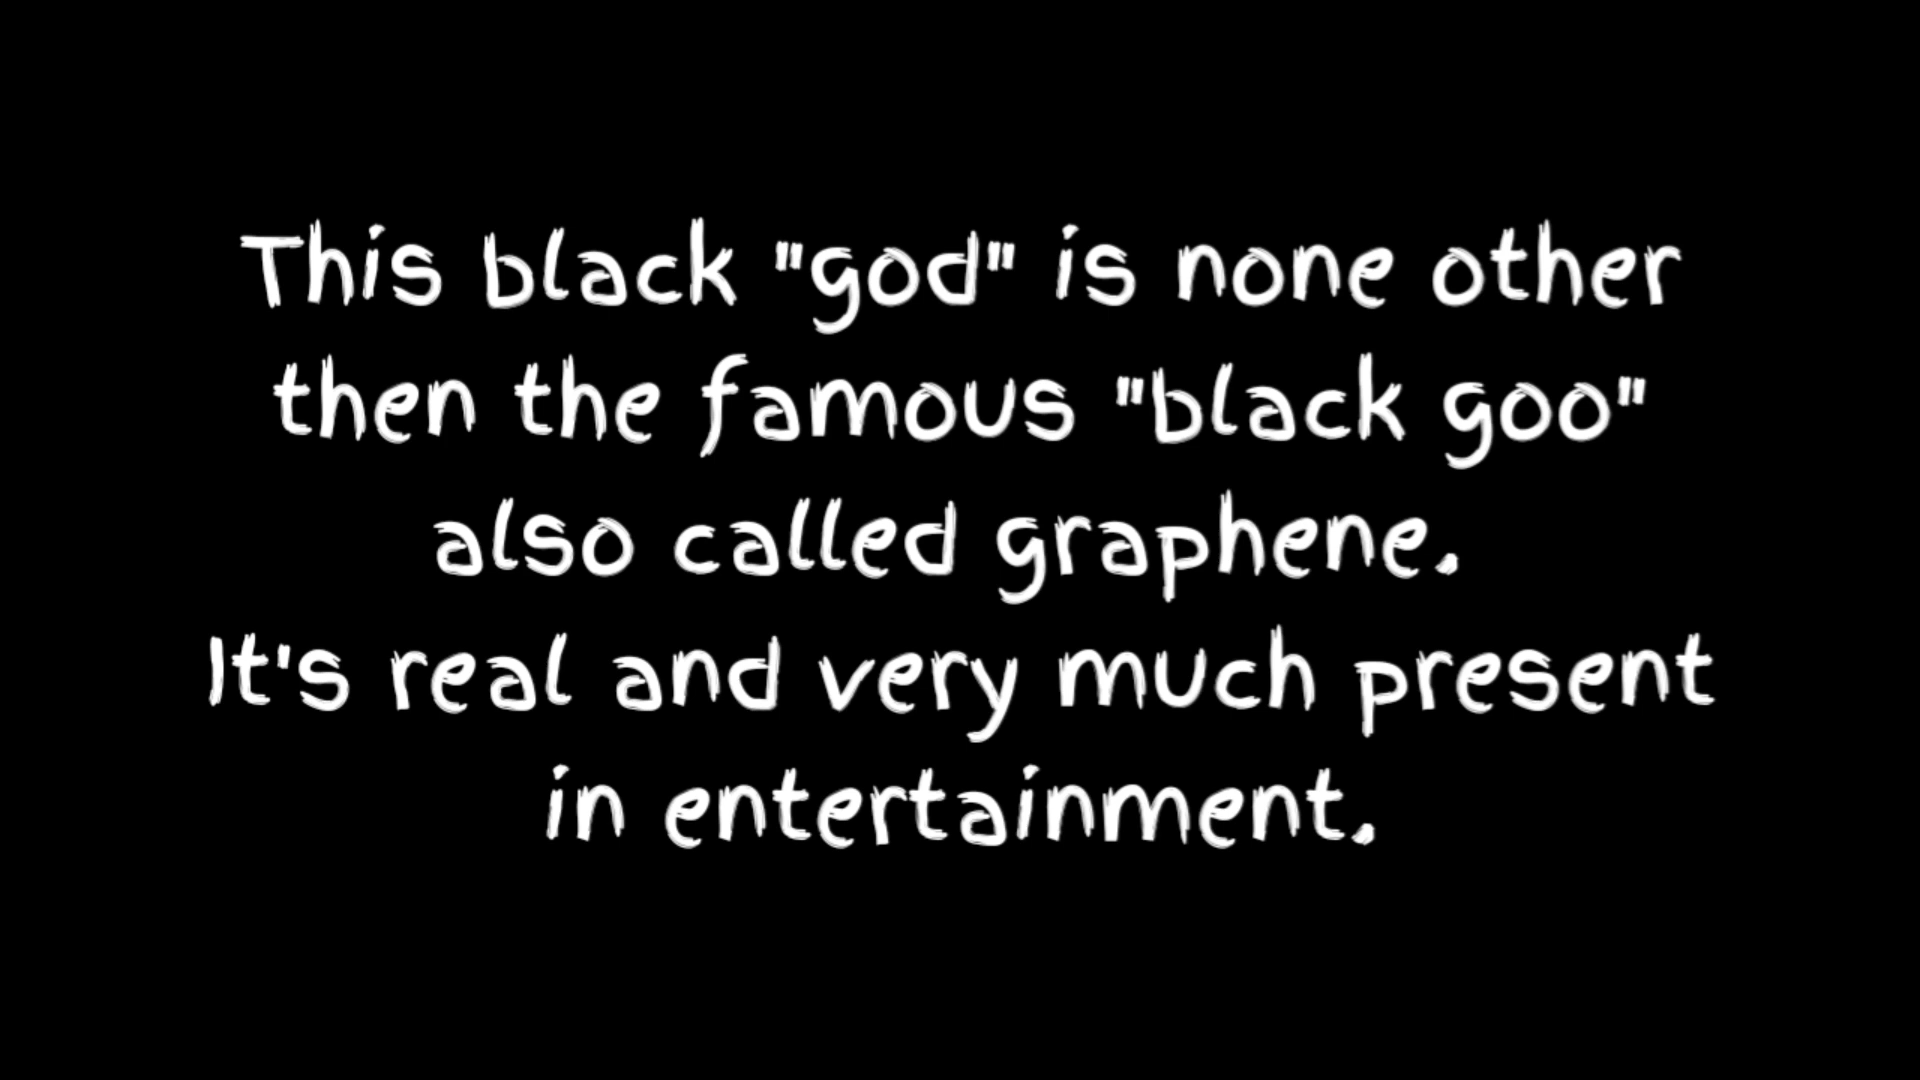 This black "god" is none other
then the famous "black goo"
also called graphene.
It's real and very much present
in entertainment.